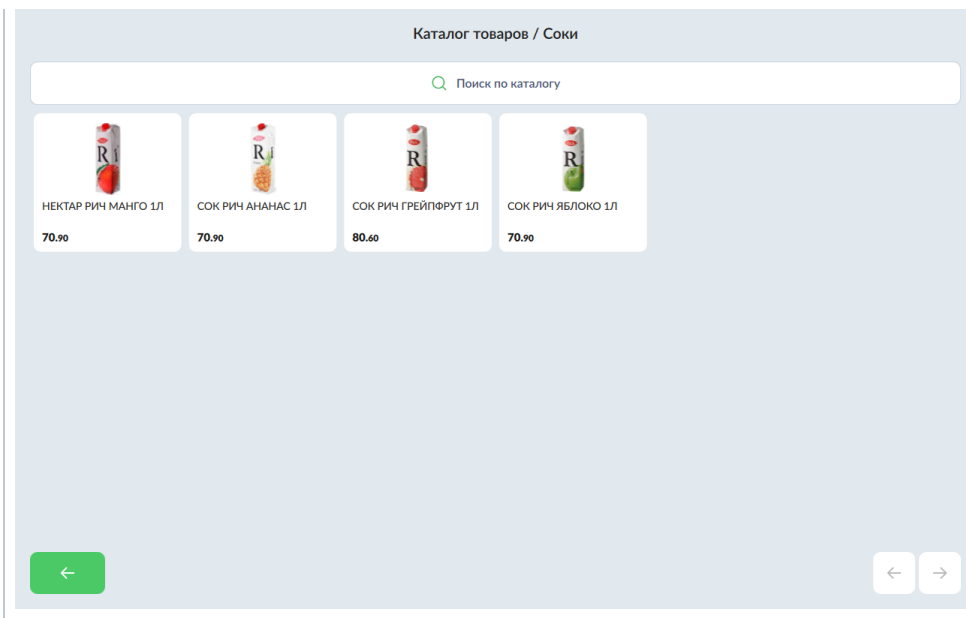 Каталог товаров / Соки
Поиск по каталогу
НЕКТАР РИЧ МАНГО 1Л
70.90
СОК РИЧ АНАНАС 1Л
70.90
СОК РИЧ ГРЕЙПФРУТ 1Л
80.60
СОК РИЧ ЯБЛОКО 1Л
70.90